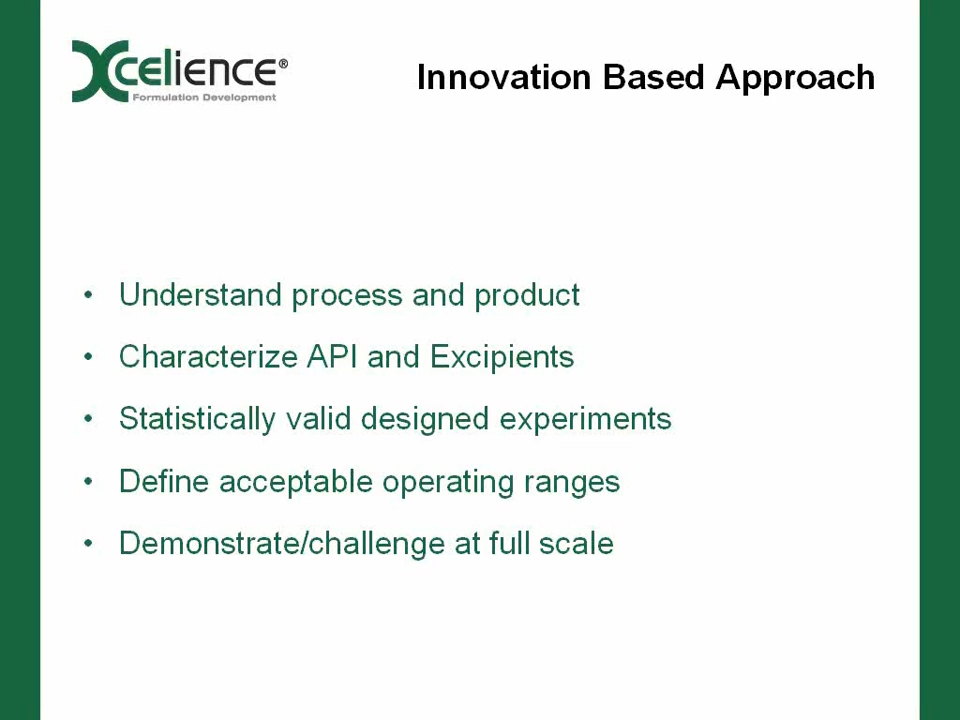 Xcelience®
Formulation Development
Innovation Based Approach
• Understand process and product
• Characterize API and Excipients
• Statistically valid designed experiments
• Define acceptable operating ranges
• Demonstrate/challenge at full scale